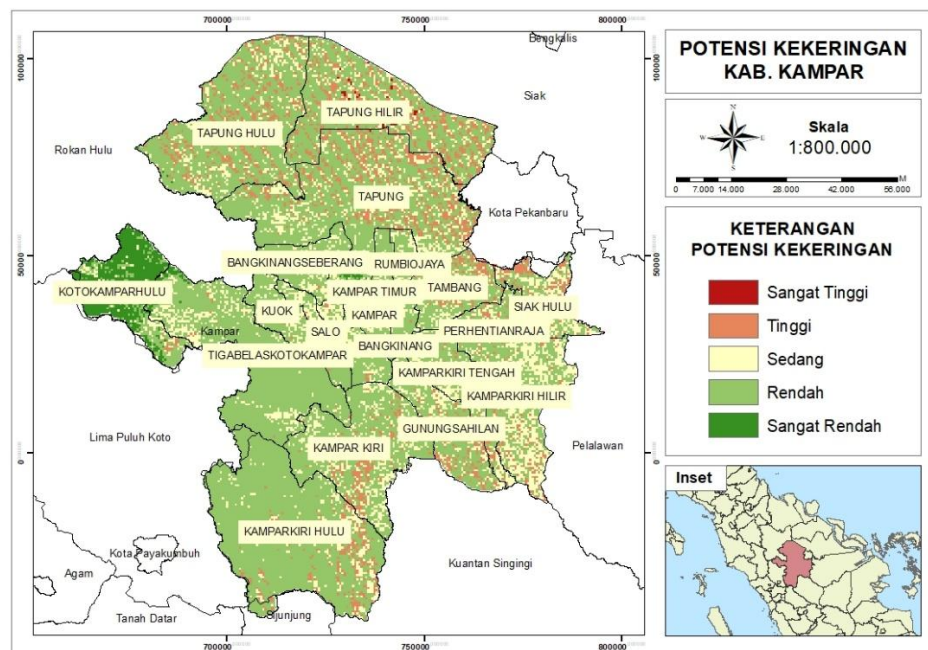 700000 750000 800000
Bengkalis
100000
Siak
TAPUNG HILIR
TAPUNG HULU
Rokan Hulu
TAPUNG
Kota Pekanbaru
50000
50000
BANGKINANGSEBERANG
RUMBIOJAYA
KOTOKAMPARHULU
KAMPAR TIMUR
TAMBANG
KUOK
KAMPAR
SIAK HULU
Kampar
SALO
PERHENTIANRAJA
TIGABELASKOTOKAMPAR
BANGKINANG
KAMPARKIRI TENGAH
KAMPARKIRI HILIR
Lima Puluh Koto
GUNUNGSAHILAN
KAMPAR KIRI
Pelalawan
0
0
KAMPARKIRI HULU
Kota Payakumbuh
Kuantan Singingi
Agam
Tanah Datar
Sijunjung
700000 750000 800000
POTENSI KEKERINGAN
KAB. KAMPAR
N
W
E
S
Skala
1:800.000
M
0 7.000 14.000 28.000 42.000 56.000
KETERANGAN
POTENSI KEKERINGAN
Sangat Tinggi
Tinggi
Sedang
Rendah
Sangat Rendah
Inset